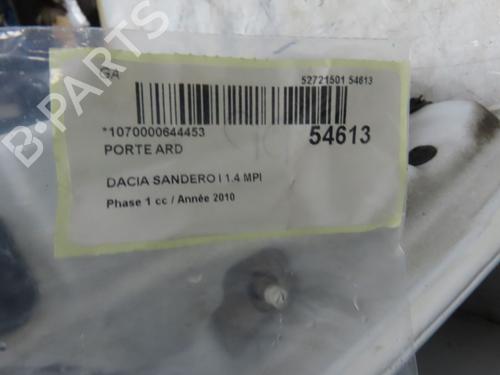 GA
52721501 54613
*1070000644453
54613
PORTE ARD
DACIA SANDERO I 1.4 MPI
Phase 1 cc / Année 2010
B-PARTS